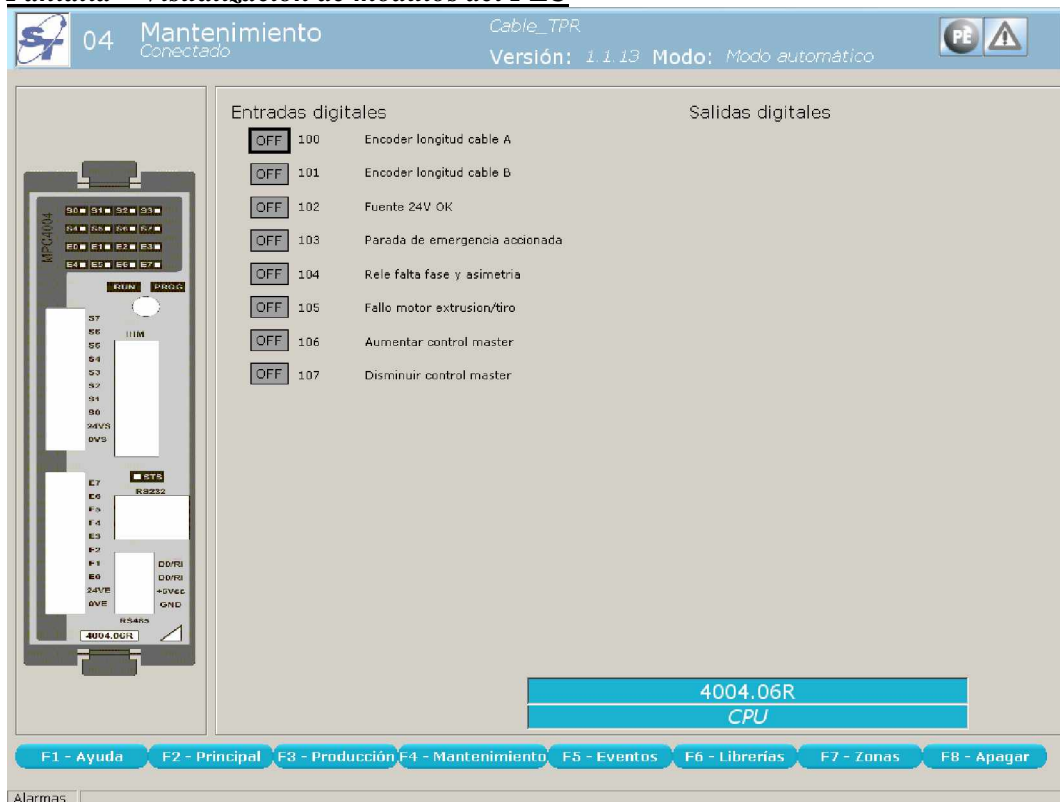 Pantalla – Visualización de módulos del PLC
04 Mantenimiento
Conectado
Cable_TPR
Versión: 1.1.13 Modo: Modo automático
PE
Entradas digitales
Salidas digitales
OFF 100 Encoder longitud cable A
OFF 101 Encoder longitud cable B
OFF 102 Fuente 24V OK
OFF 103 Parada de emergencia accionada
OFF 104 Rele falta fase y asimetria
OFF 105 Fallo motor extrusion/tiro
OFF 106 Aumentar control master
OFF 107 Disminuir control master
MPC4004
S0 S1 S2 S3
S4 S5 S6 S7
E0 E1 E2 E3
E4 E5 E6 E7
RUN PROG
S7
S6
S5
S4
S3
S2
S1
S0
24VS
0VS
STS
RS232
E7
E6
E5
E4
E3
E2
E1 DO/RI
E0 DO/RI
24VE +5Vcc
0VE GND
RS485
4004.06R
4004.06R
CPU
F1 - Ayuda
F2 - Principal
F3 - Producción
F4 - Mantenimiento
F5 - Eventos
F6 - Librerías
F7 - Zonas
F8 - Apagar
Alarmas